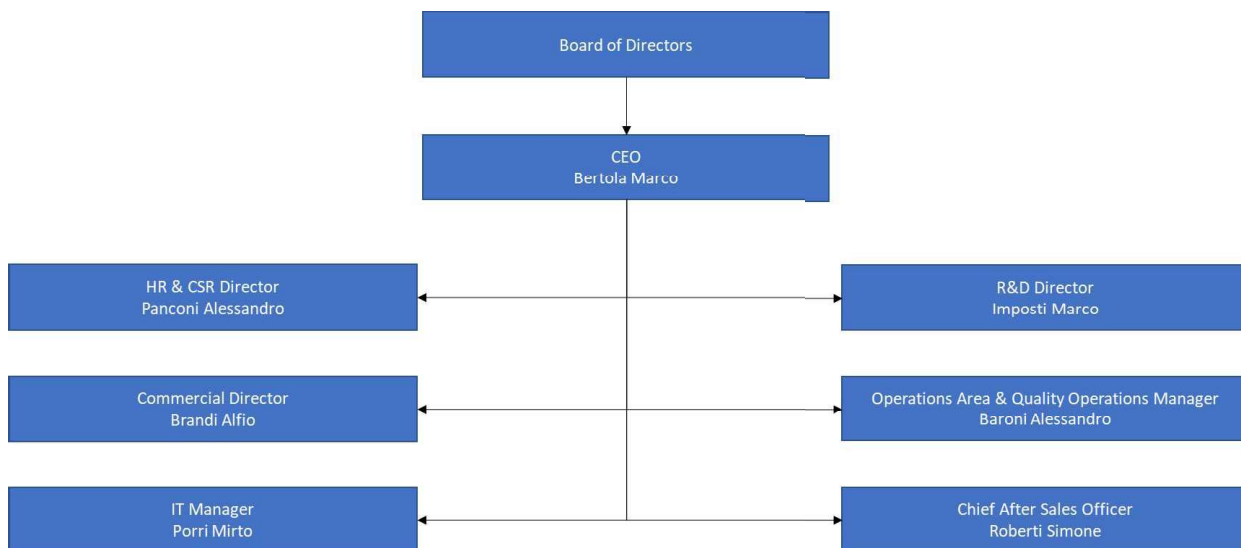 Board of Directors
CEO
Bertola Marco
HR & CSR Director
Panconi Alessandro
R&D Director
Imposti Marco
Commercial Director
Brandi Alfio
Operations Area & Quality Operations Manager
Baroni Alessandro
IT Manager
Porri Mirto
Chief After Sales Officer
Roberti Simone